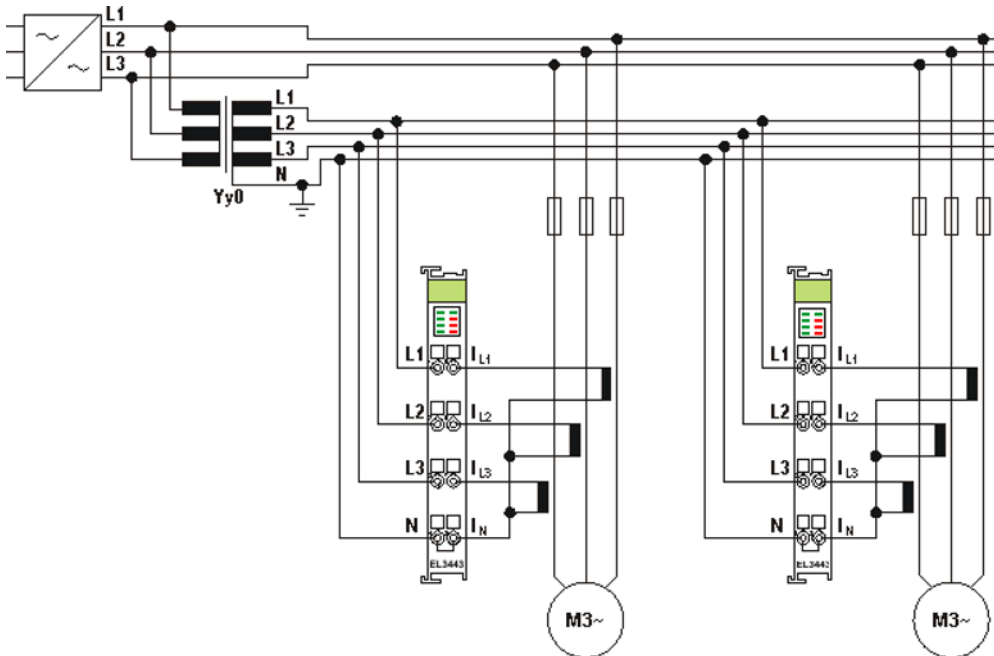 L1
L2
L3
L1
L2
L3
N
Yy0
L1 IL1
L2 IL2
L3 IL3
N IN
EL3443
M3~
L1 IL1
L2 IL2
L3 IL3
N IN
EL3443
M3~